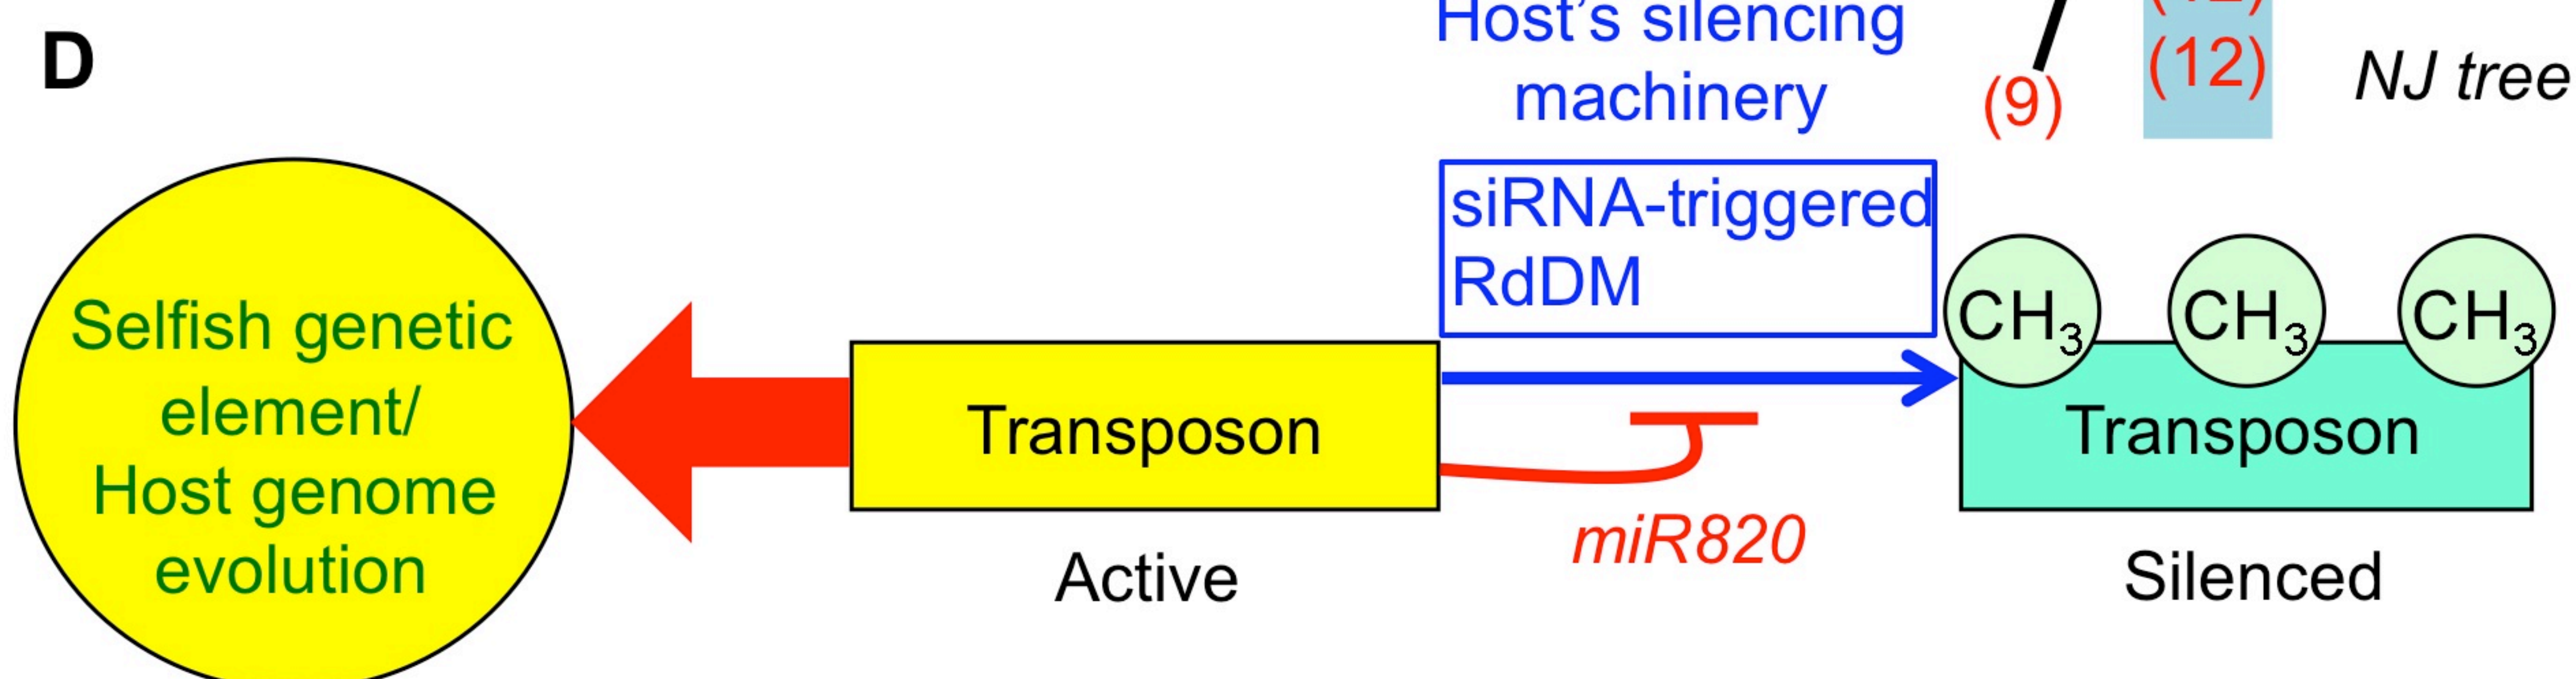 D
Host's silencing
machinery
(12)
(9)
NJ tree
siRNA-triggered
RdDM
CH3
CH3
CH3
Selfish genetic
element/
Host genome
evolution
Transposon
Transposon
miR820
Active
Silenced